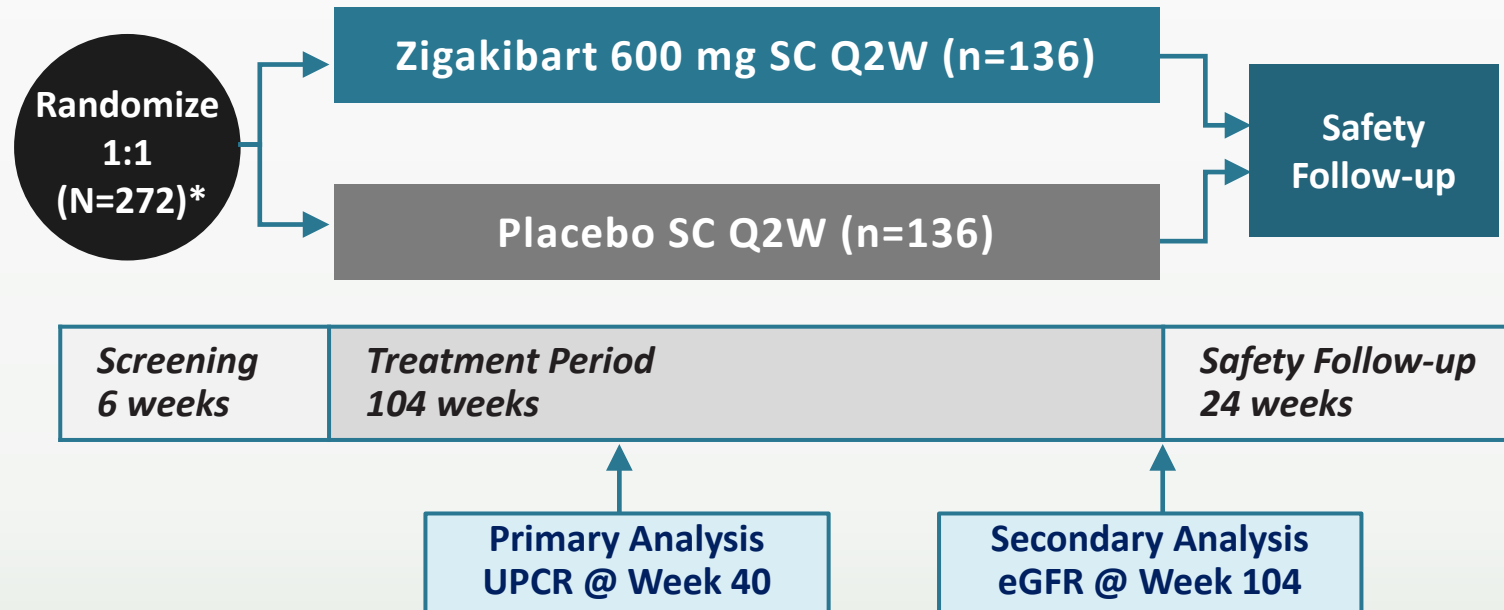 Randomize
1:1
(N=272)*
Zigakibart 600 mg SC Q2W (n=136)
Placebo SC Q2W (n=136)
Safety
Follow-up
Screening
6 weeks
Treatment Period
104 weeks
Safety Follow-up
24 weeks
Primary Analysis
UPCR @ Week 40
Secondary Analysis
eGFR @ Week 104